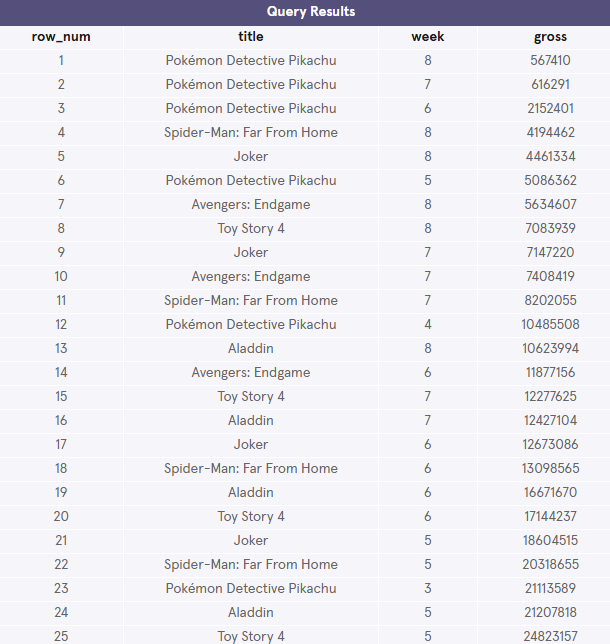 Query Results
row_num title week gross
1 Pokémon Detective Pikachu 8 567410
2 Pokémon Detective Pikachu 7 616291
3 Pokémon Detective Pikachu 6 2152401
4 Spider-Man: Far From Home 8 4194462
5 Joker 8 4461334
6 Pokémon Detective Pikachu 5 5086362
7 Avengers: Endgame 8 5634607
8 Toy Story 4 8 7083939
9 Joker 7 7147220
10 Avengers: Endgame 7 7408419
11 Spider-Man: Far From Home 7 8202055
12 Pokémon Detective Pikachu 4 10485508
13 Aladdin 8 10623994
14 Avengers: Endgame 6 11877156
15 Toy Story 4 7 12277625
16 Aladdin 7 12427104
17 Joker 6 12673086
18 Spider-Man: Far From Home 6 13098565
19 Aladdin 6 16671670
20 Toy Story 4 6 17144237
21 Joker 5 18604515
22 Spider-Man: Far From Home 5 20318655
23 Pokémon Detective Pikachu 3 21113589
24 Aladdin 5 21207818
25 Toy Story 4 5 24823157